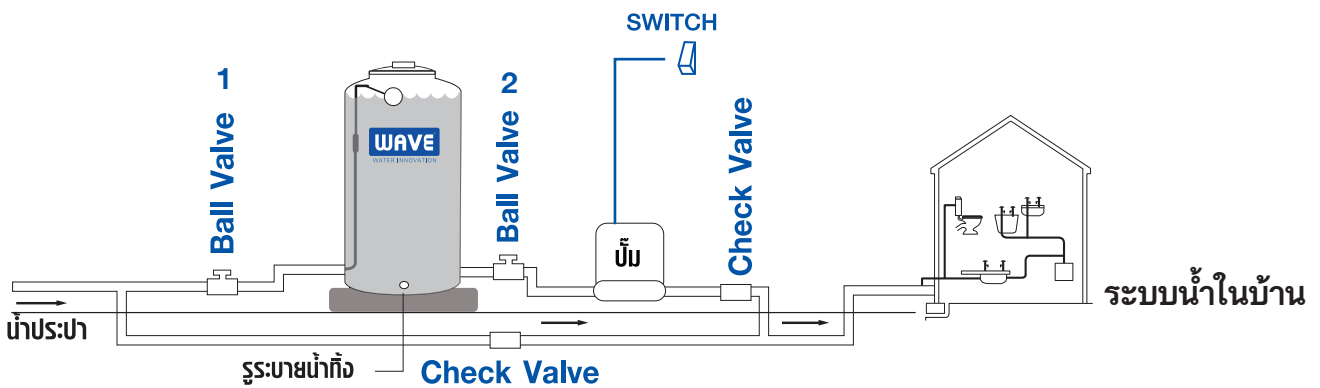 SWITCH
Ball Valve 1
WAVE
WATER INNOVATION
Ball Valve 2
Check Valve
ปั๊ม
ระบบน้ำในบ้าน
น้ำประปา
รูระบายน้ำทิ้ง
Check Valve